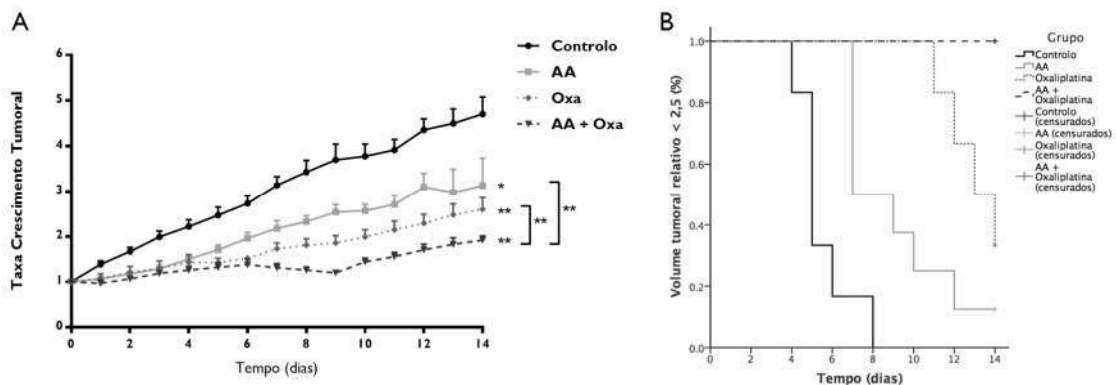 A
Taxa Crescimento Tumoral
6
5
4
3
2
1
0
0 2 4 6 8 10 12 14
Tempo (dias)
Controlo
AA
Oxa
AA + Oxa
*
**
**
**
**
B
Volume tumoral relativo < 2,5 (%)
1.0
0.8
0.6
0.4
0.2
0.0
0 2 4 6 8 10 12 14
Tempo (dias)
Grupo
Controlo
AA
Oxaliplatina
AA +
Oxaliplatina
Controlo
(censurados)
AA (censurados)
Oxaliplatina
(censurados)
AA +
Oxaliplatina
(censurados)